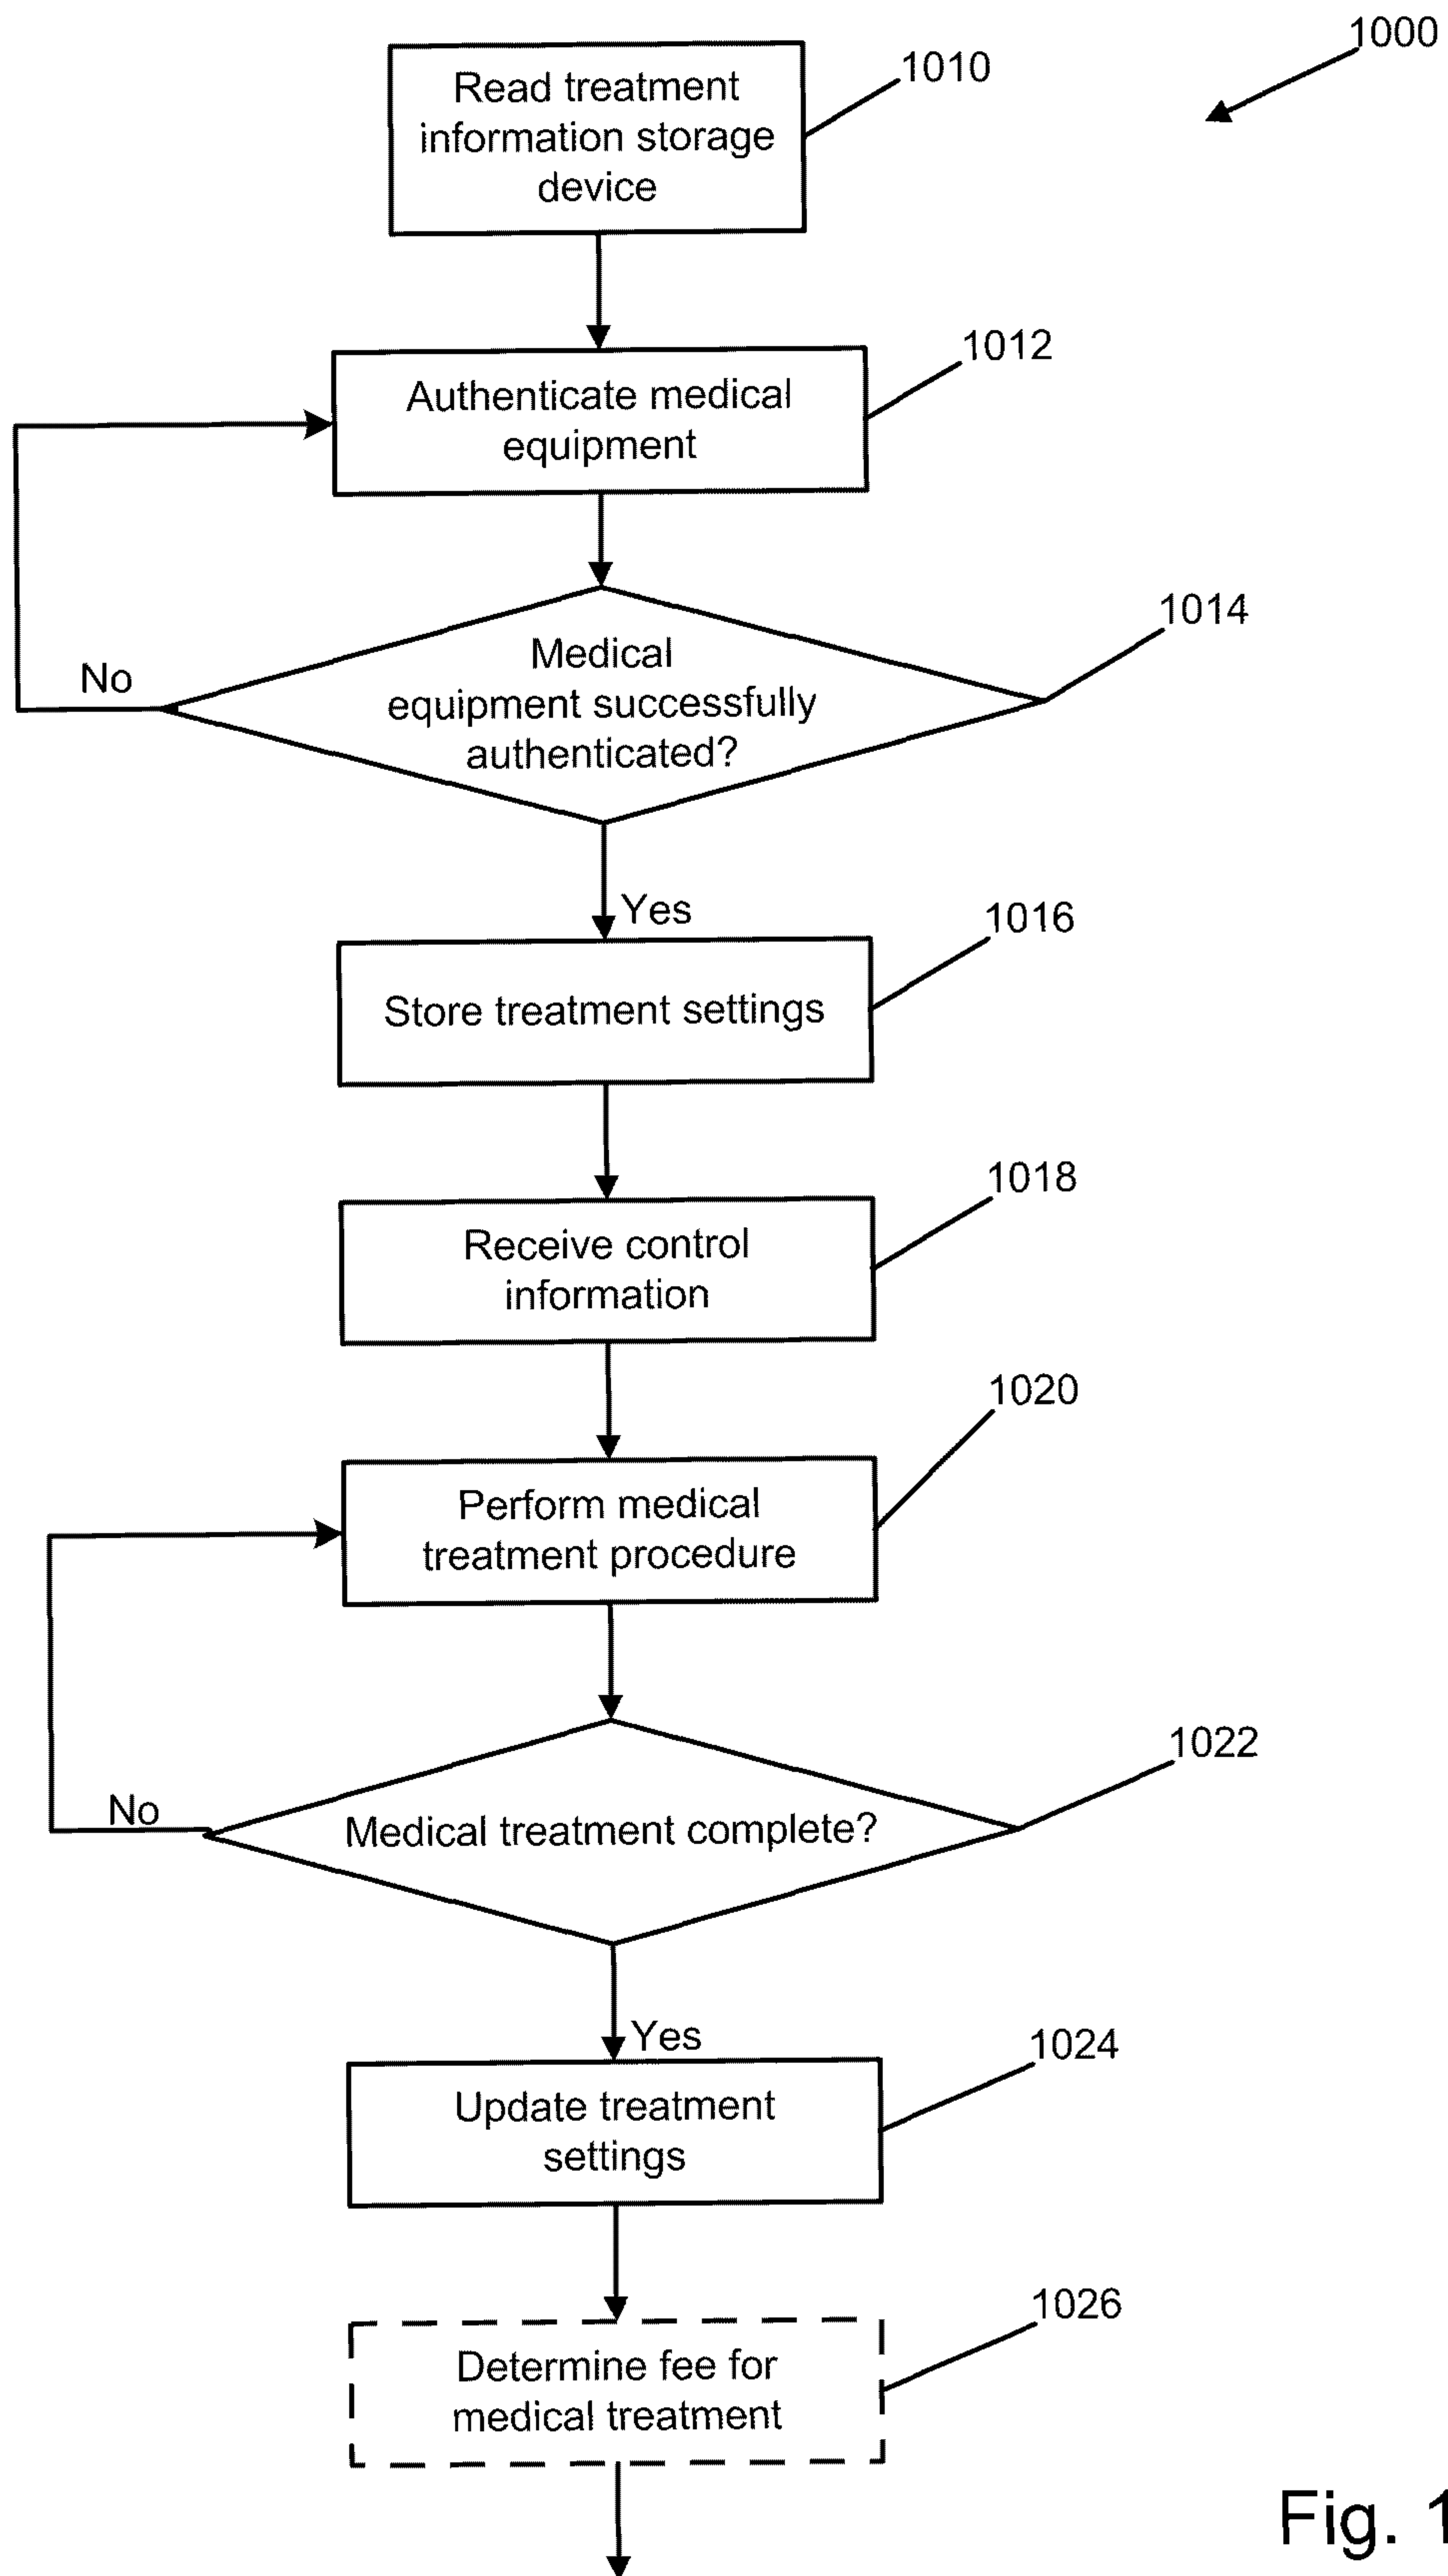 1000
Read treatment
information storage
device
1010
Authenticate medical
equipment
1012
Medical
equipment successfully
authenticated?
1014
No
Yes
Store treatment settings
1016
Receive control
information
1018
Perform medical
treatment procedure
1020
Medical treatment complete?
1022
No
Yes
Update treatment
settings
1024
Determine fee for
medical treatment
1026
Fig. 1